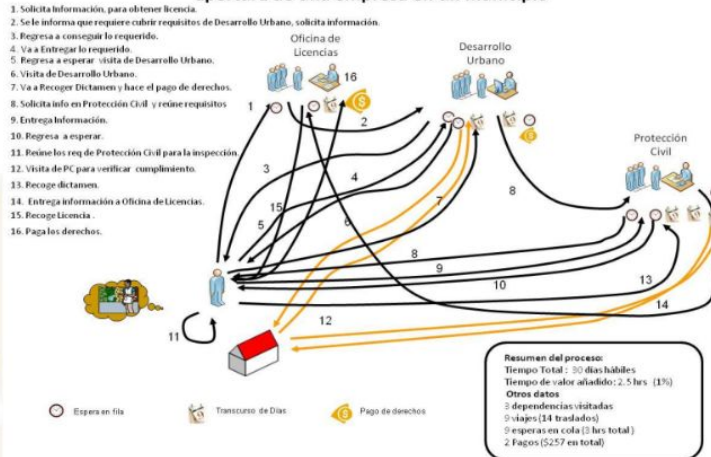 apertura de una empresa en un municipio
1. Solicita Información, para obtener licencia.
2. Se le informa que requiere cubrir requisitos de Desarrollo Urbano, solicita información.
3. Regresa a conseguir lo requerido.
4. Va a Entregar lo requerido.
5. Regresa a esperar visita de Desarrollo Urbano.
6. Visita de Desarrollo Urbano.
7. Va a Recoger Dictamen y hace el pago de derechos.
8. Solicita info en Protección Civil y reúne requisitos
9. Entrega Información.
10. Regresa a esperar.
11. Reúne los req de Protección Civil para la inspección.
12. Visita de PC para verificar cumplimiento.
13. Recoge dictamen.
14. Entrega información a Oficina de Licencias.
15. Recoge Licencia.
16. Paga los derechos.
Oficina de
Licencias
Desarrollo
Urbano
Protección
Civil
16
1
2
3
4
15
5
6
7
8
8
9
10
13
14
11
12
Espera en fila
Transcurso de Días
Pago de derechos
Resumen del proceso:
Tiempo Total : 30 días hábiles
Tiempo de valor añadido: 2.5 hrs (1%)
Otros datos
3 dependencias visitadas
9 viajes (14 traslados)
9 esperas en cola (3 hrs total)
2 Pagos ($257 en total)